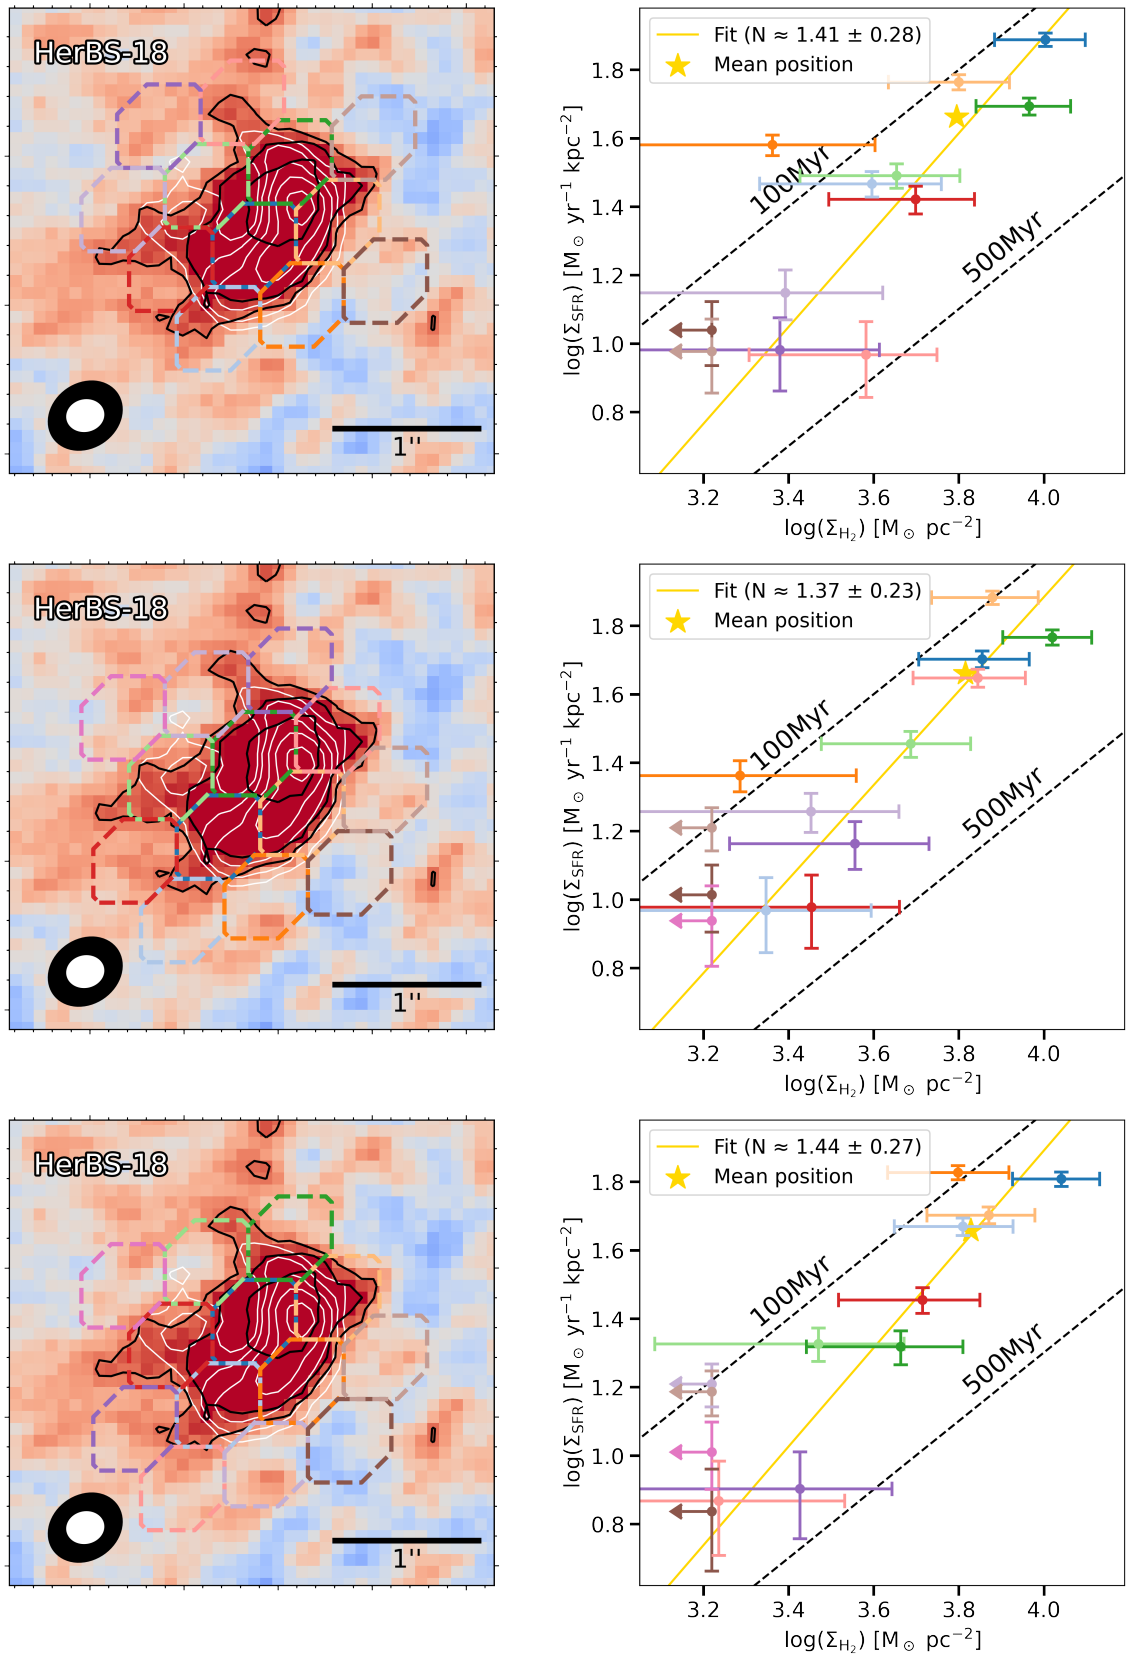 HerBS-18
1''
Fit (N ≈ 1.41 ± 0.28)
Mean position
100Myr
500Myr
log(Σ_SFR) [M⊙ yr⁻¹ kpc⁻²]
1.8
1.6
1.4
1.2
1.0
0.8
3.2 3.4 3.6 3.8 4.0
log(Σ_H₂) [M⊙ pc⁻²]
HerBS-18
1''
Fit (N ≈ 1.37 ± 0.23)
Mean position
100Myr
500Myr
log(Σ_SFR) [M⊙ yr⁻¹ kpc⁻²]
1.8
1.6
1.4
1.2
1.0
0.8
3.2 3.4 3.6 3.8 4.0
log(Σ_H₂) [M⊙ pc⁻²]
HerBS-18
1''
Fit (N ≈ 1.44 ± 0.27)
Mean position
100Myr
500Myr
log(Σ_SFR) [M⊙ yr⁻¹ kpc⁻²]
1.8
1.6
1.4
1.2
1.0
0.8
3.2 3.4 3.6 3.8 4.0
log(Σ_H₂) [M⊙ pc⁻²]